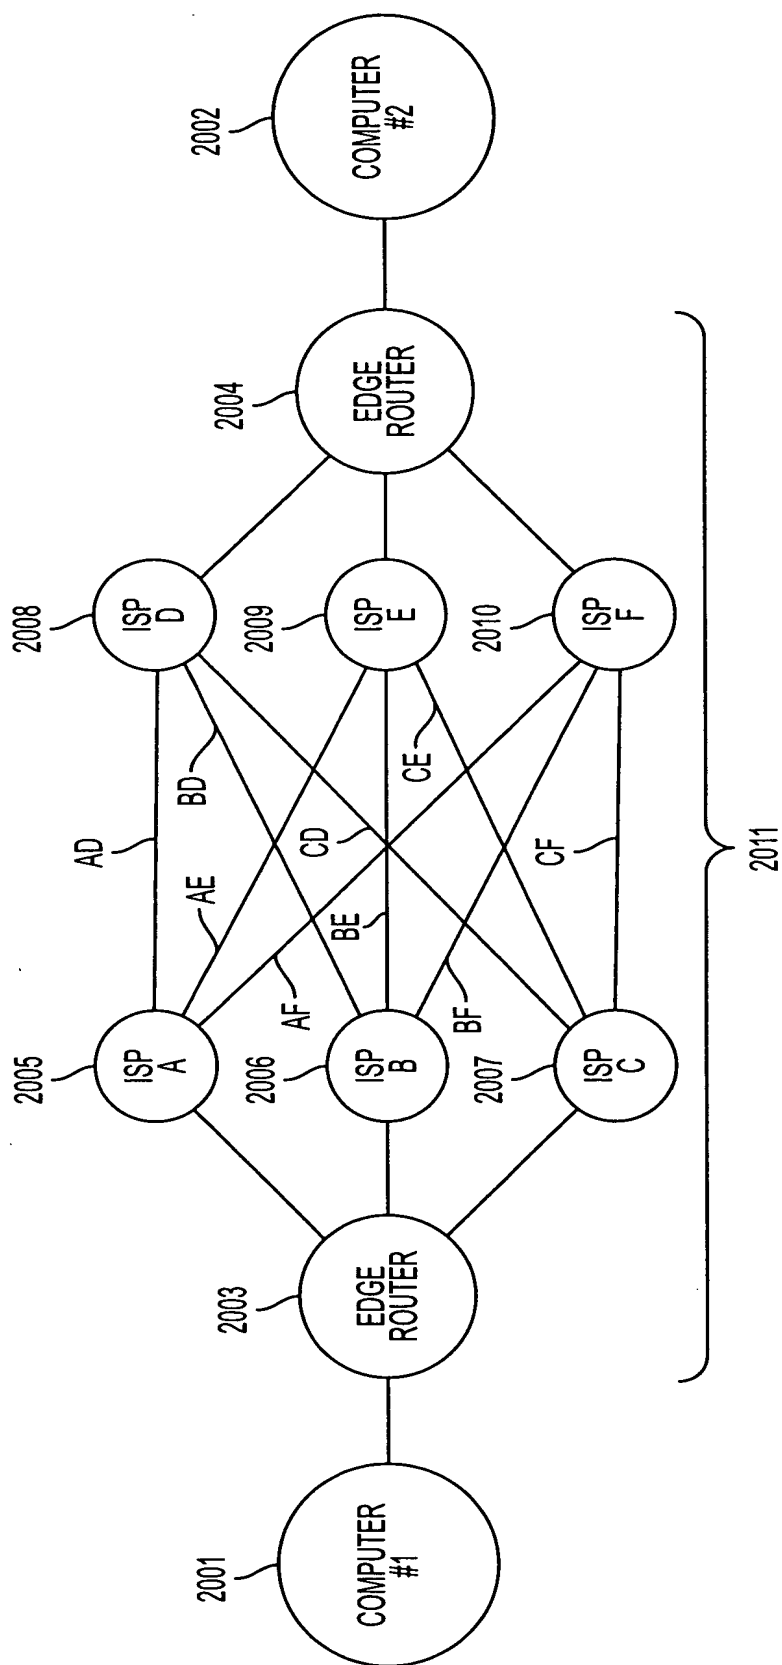 2001
COMPUTER
#1
2003
EDGE
ROUTER
2005
ISP
A
2006
ISP
B
2007
ISP
C
AD
AE
AF
BD
BE
BF
CD
CE
CF
2008
ISP
D
2009
ISP
E
2010
ISP
F
2004
EDGE
ROUTER
2002
COMPUTER
#2
2011